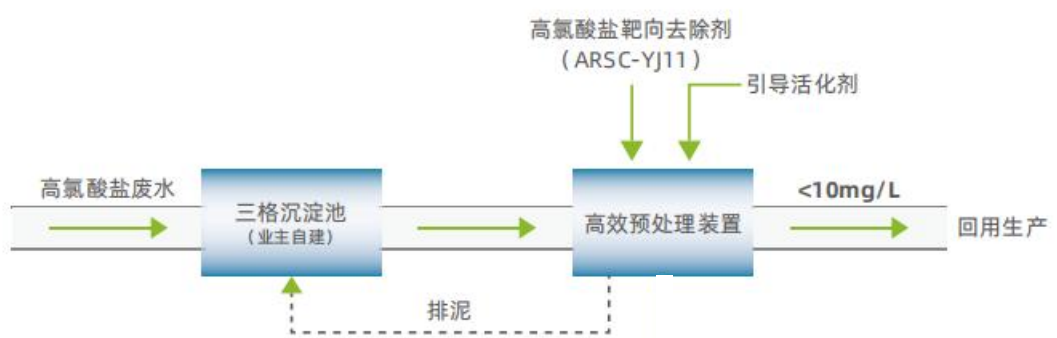 高氯酸盐靶向去除剂
（ARSC-YJ11）
引导活化剂
高氯酸盐废水
三格沉淀池
（业主自建）
高效预处理装置
<10mg/L
回用生产
排泥